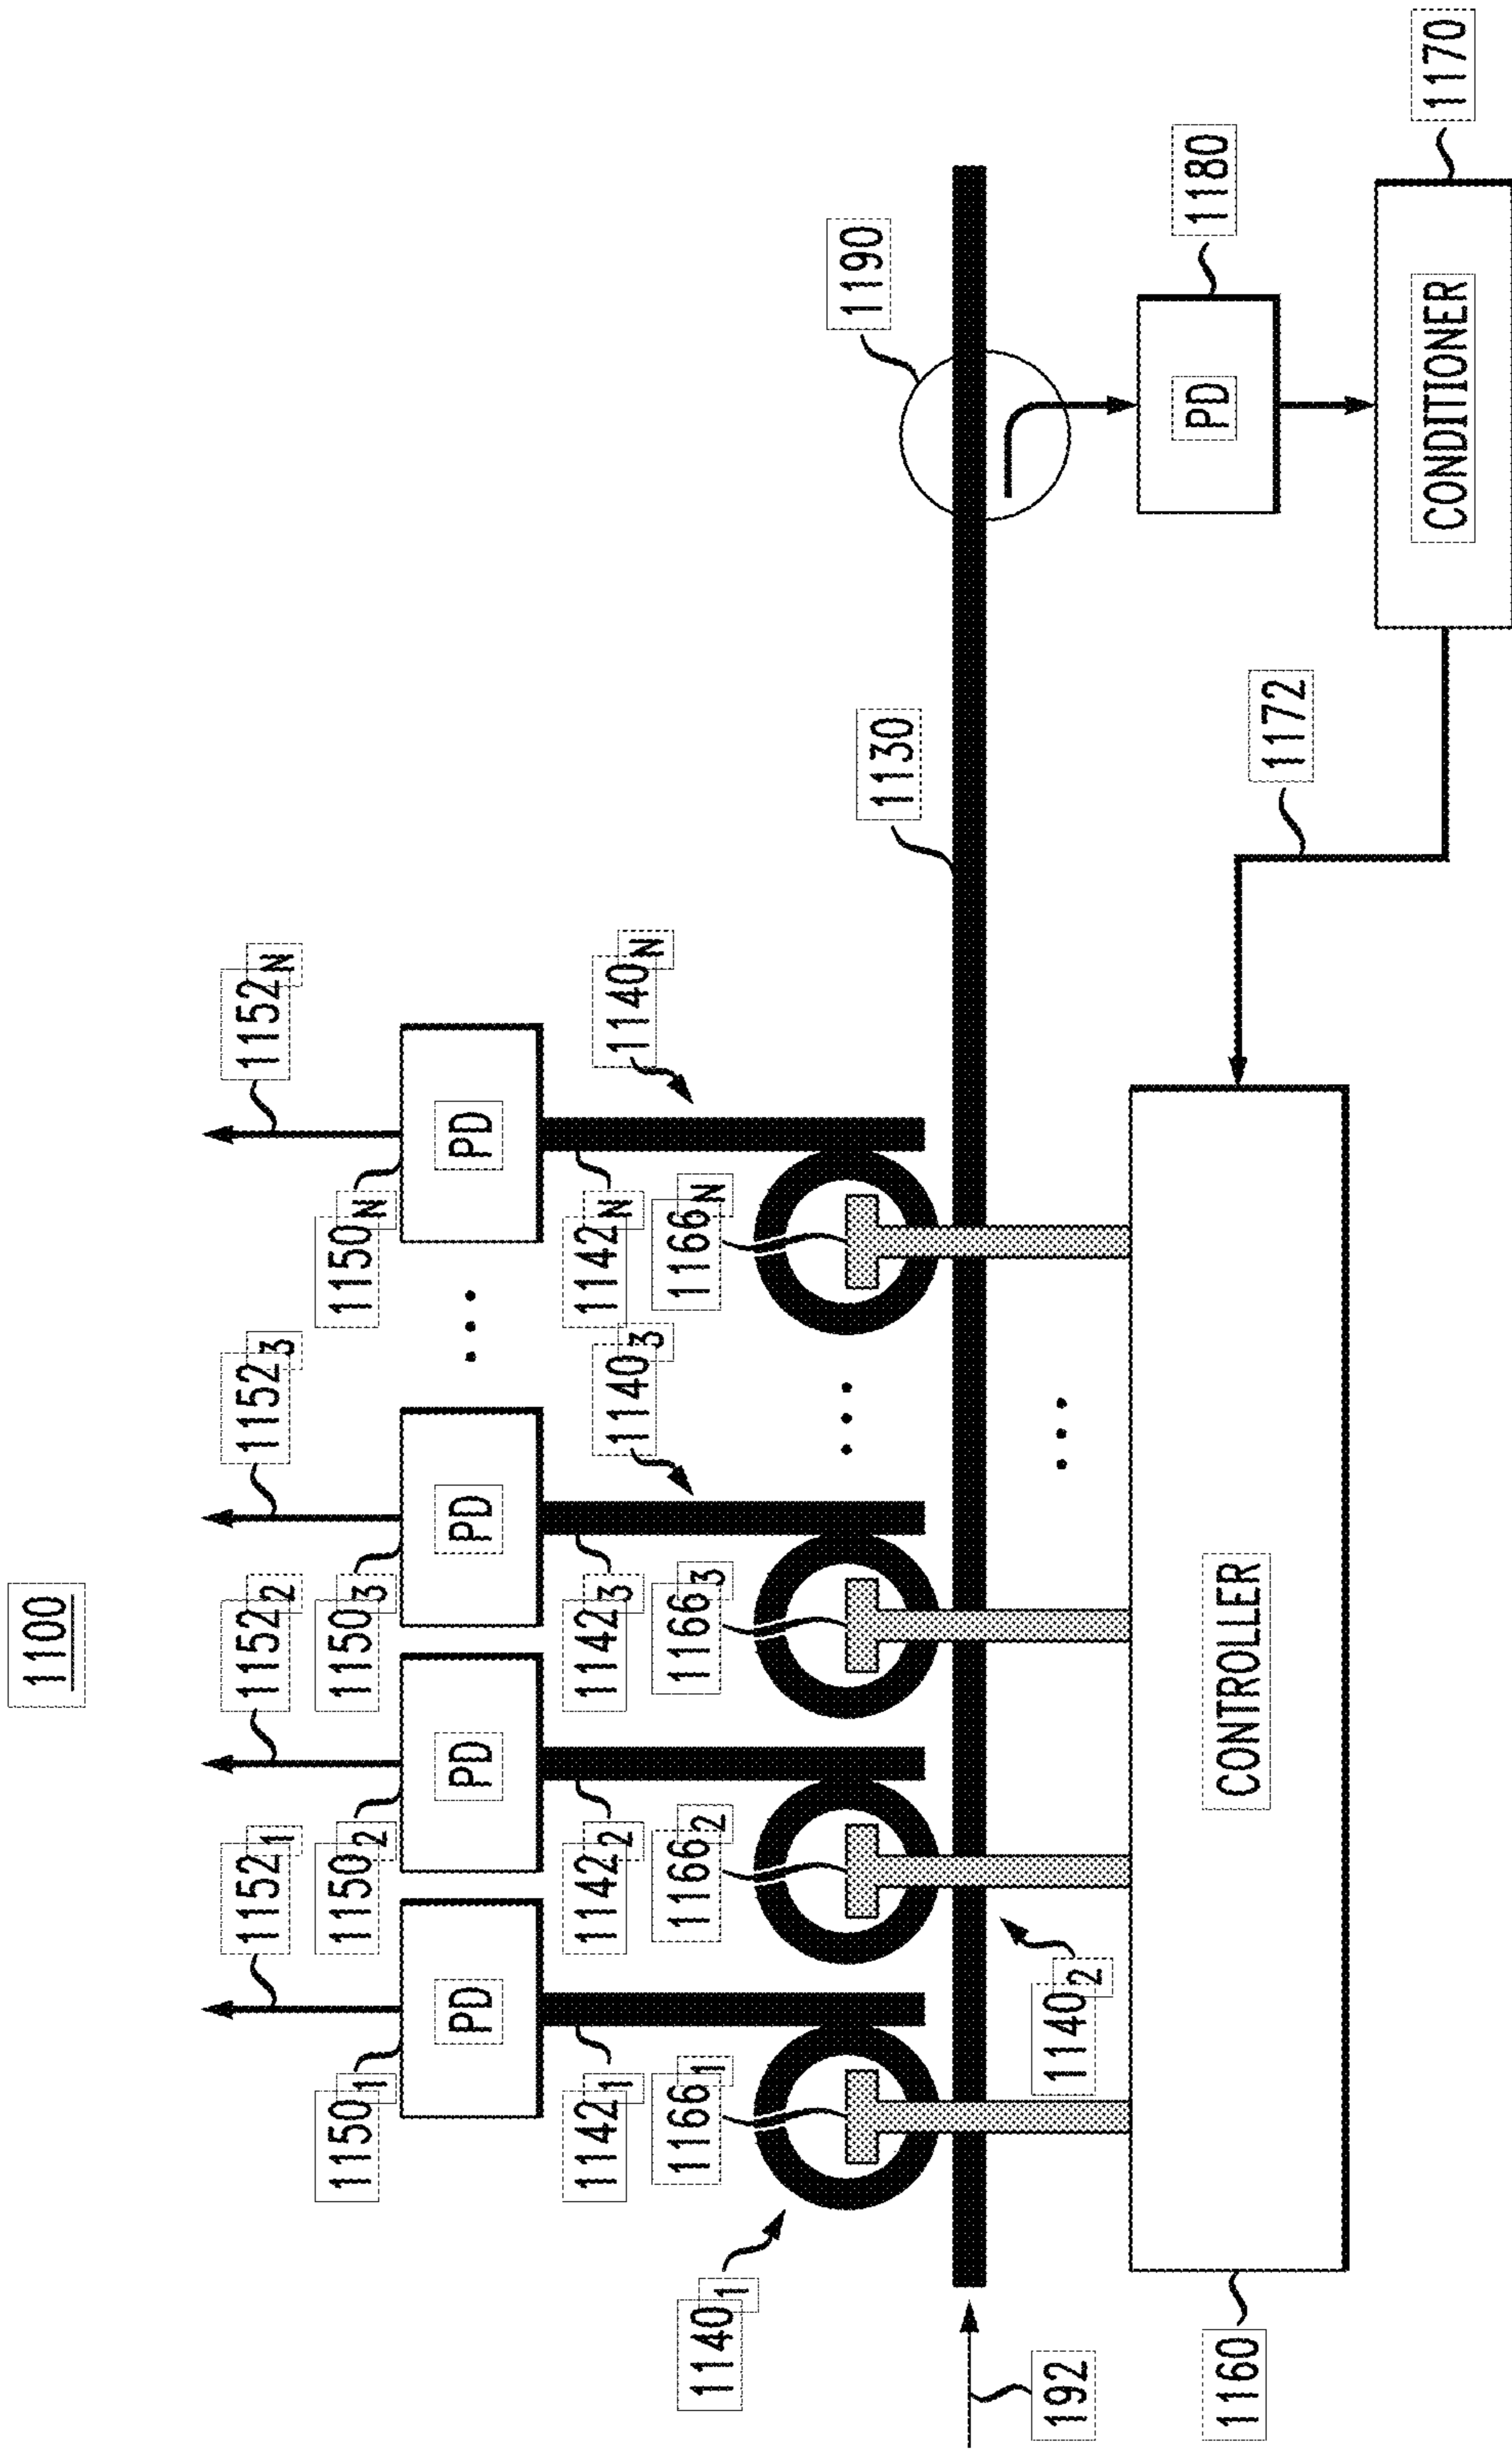 1100
1152₁
1152₂
1152₃
1152N
1150₁
1150₂
1150₃
1150N
PD
PD
PD
PD
1142₁
1142₂
1142₃
1142N
1140₃
1140N
1166₁
1166₂
1166₃
1166N
1140₁
1130
1190
192
1140₂
1160
CONTROLLER
1172
PD
1180
CONDITIONER
1170